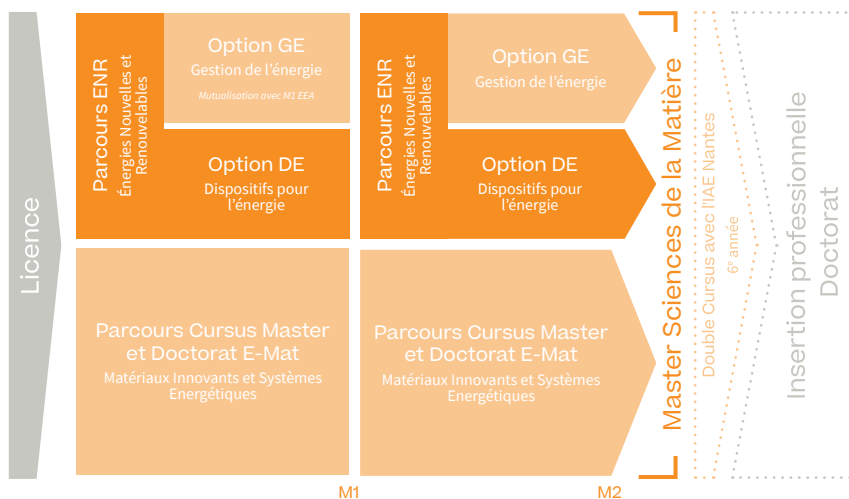 Licence
Parcours ENR
Énergies Nouvelles et
Renouvelables
Option GE
Gestion de l'énergie
Mutualisation avec M1 EEA
Option DE
Dispositifs pour
l'énergie
Parcours Cursus Master
et Doctorat E-Mat
Matériaux Innovants et Systèmes
Energétiques
M1
Parcours ENR
Énergies Nouvelles et
Renouvelables
Option GE
Gestion de l'énergie
Option DE
Dispositifs pour
l'énergie
Parcours Cursus Master
et Doctorat E-Mat
Matériaux Innovants et Systèmes
Energétiques
M2
Master Sciences de la Matière
Double Cursus avec l'IAE Nantes
6e année
Insertion professionnelle
Doctorat